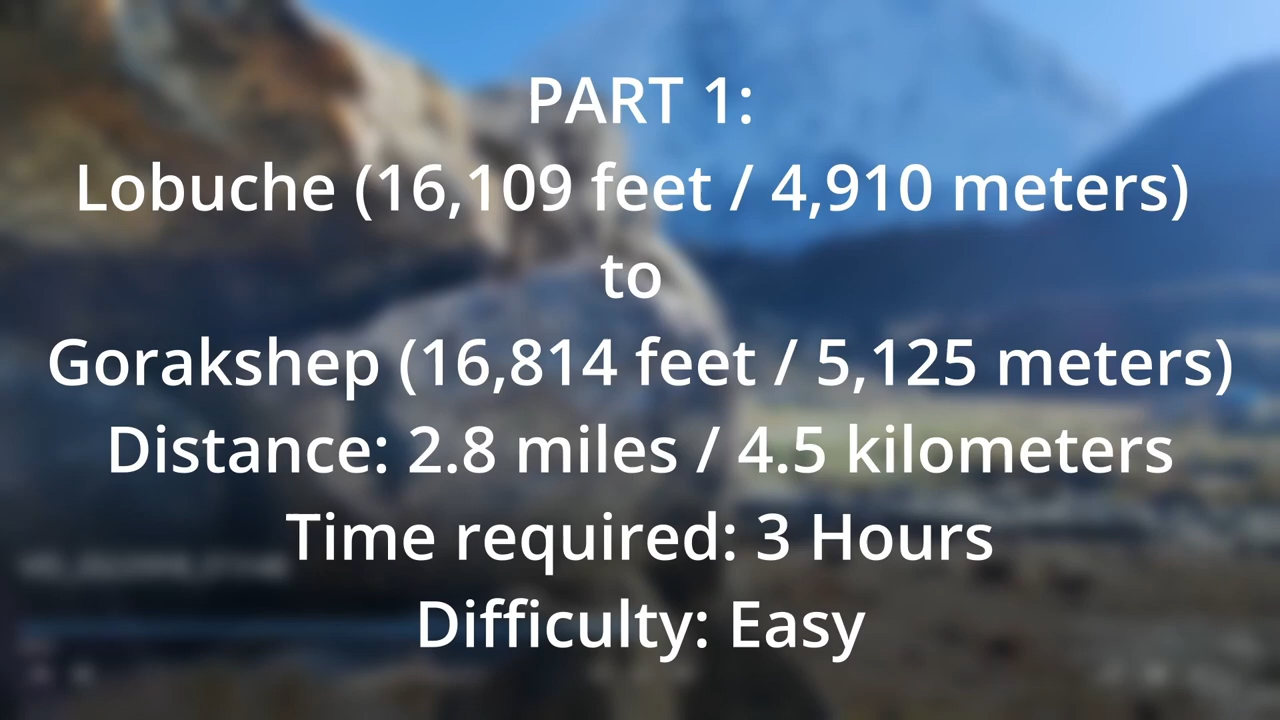 PART 1:
Lobuche (16,109 feet / 4,910 meters)
to
Gorakshep (16,814 feet / 5,125 meters)
Distance: 2.8 miles / 4.5 kilometers
Time required: 3 Hours
Difficulty: Easy